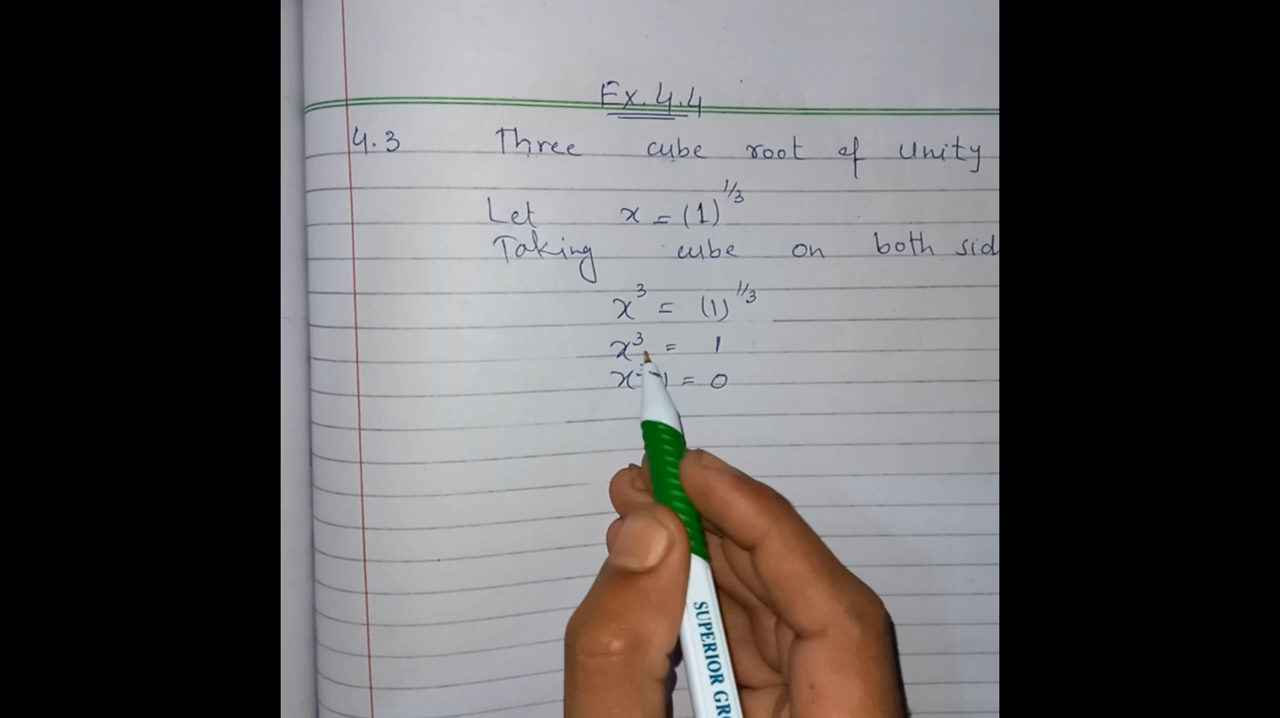 Ex.4.4
4.3 Three cube root of Unity
Let x = (1)^1/3
Taking cube on both sid
x^3 = (1)^1/3
x^3 = 1
x 1 = 0
SUPERIOR GR